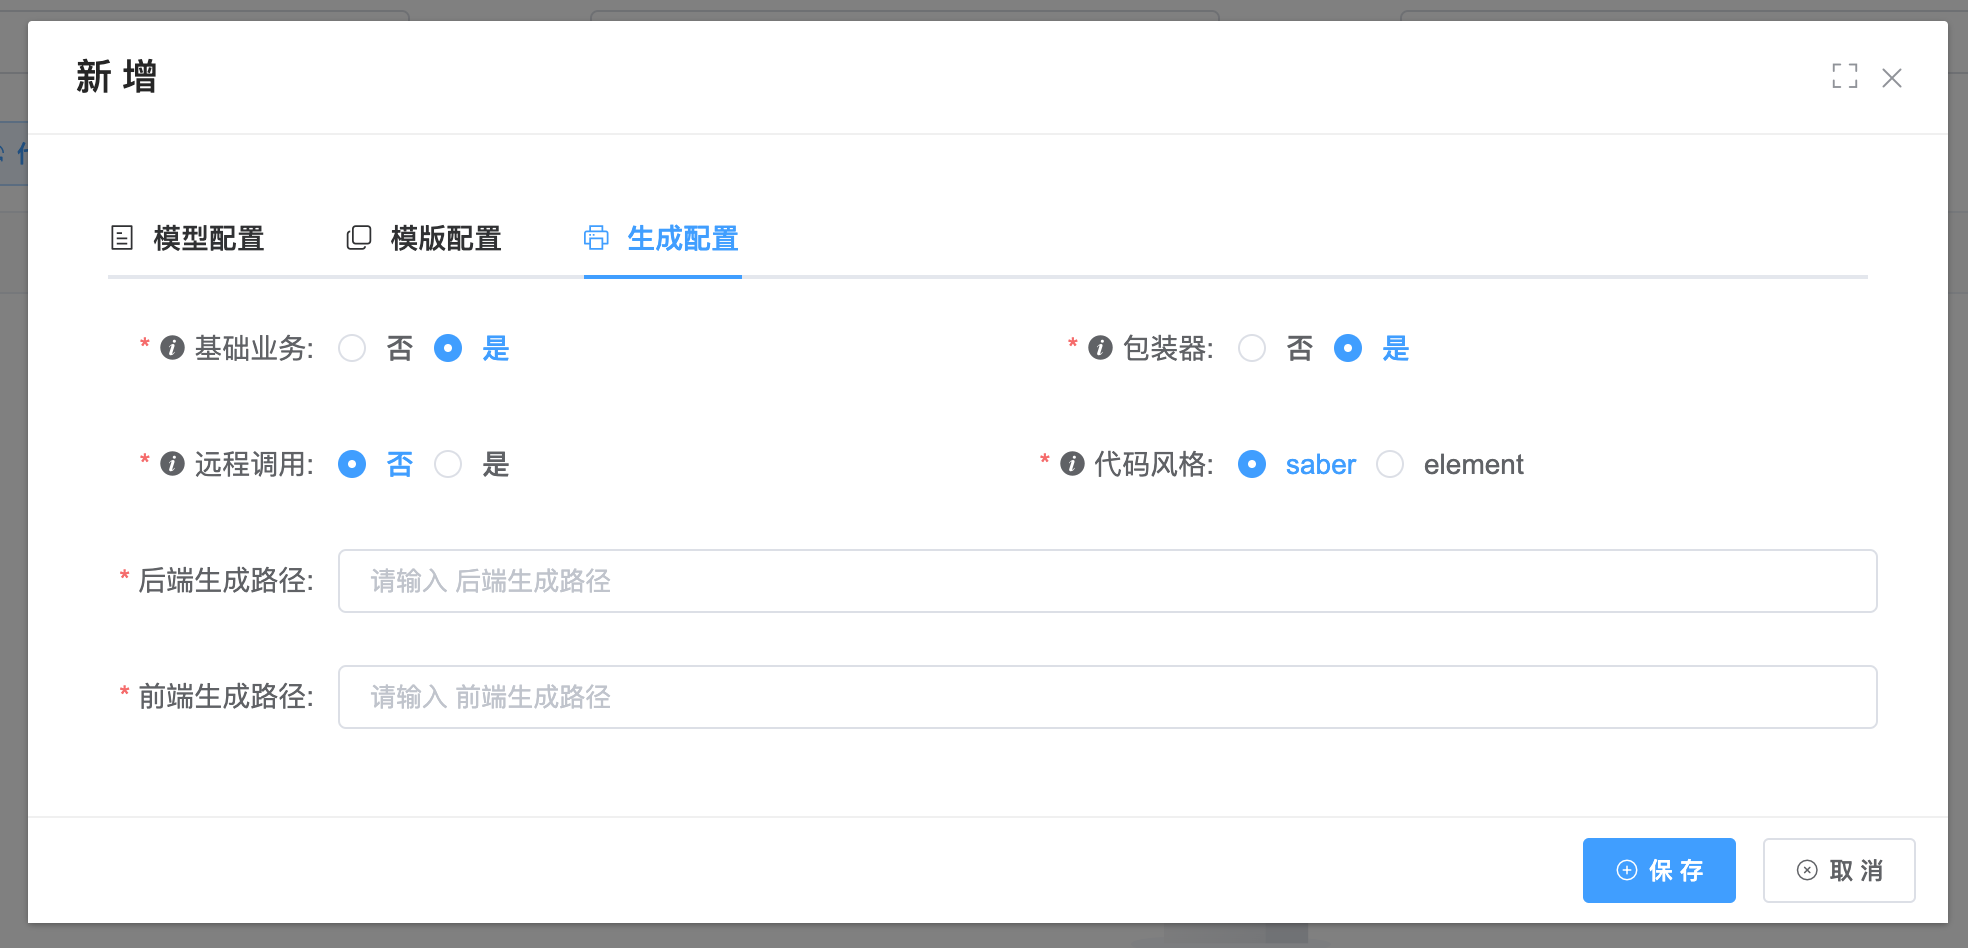 新 增
模型配置 模版配置 生成配置
* 基础业务: 否 是 * 包装器: 否 是
* 远程调用: 否 是 * 代码风格: saber element
* 后端生成路径: 请输入 后端生成路径
* 前端生成路径: 请输入 前端生成路径
保 存 取 消